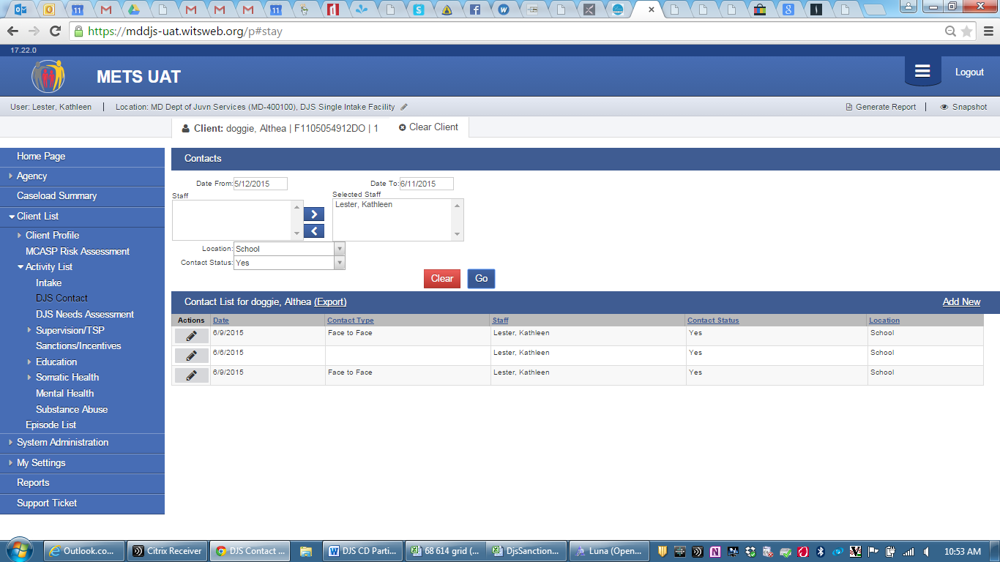 https://mddjs-uat.witsweb.org/p#stay
17.22.0
METS UAT
Logout
User: Lester, Kathleen | Location: MD Dept of Juvn Services (MD-400100), DJS Single Intake Facility
Generate Report | Snapshot
Client: doggie, Althea | F1105054912DO | 1
Clear Client
Home Page
Agency
Caseload Summary
Client List
Client Profile
MCASP Risk Assessment
Activity List
Intake
DJS Contact
DJS Needs Assessment
Supervision/TSP
Sanctions/Incentives
Education
Somatic Health
Mental Health
Substance Abuse
Episode List
System Administration
My Settings
Reports
Support Ticket
Contacts
Date From: 5/12/2015 Date To: 6/11/2015
Staff Selected Staff
Lester, Kathleen
Location: School
Contact Status: Yes
Clear Go
Contact List for doggie, Althea (Export) Add New
Actions Date Contact Type Staff Contact Status Location
6/9/2015 Face to Face Lester, Kathleen Yes School
6/6/2015 Lester, Kathleen Yes School
6/9/2015 Face to Face Lester, Kathleen Yes School
Outlook.co... Citrix Receiver DJS Contact ... DJS CD Parti... 68 614 grid (... DjsSanction... Luna (Open... 10:53 AM